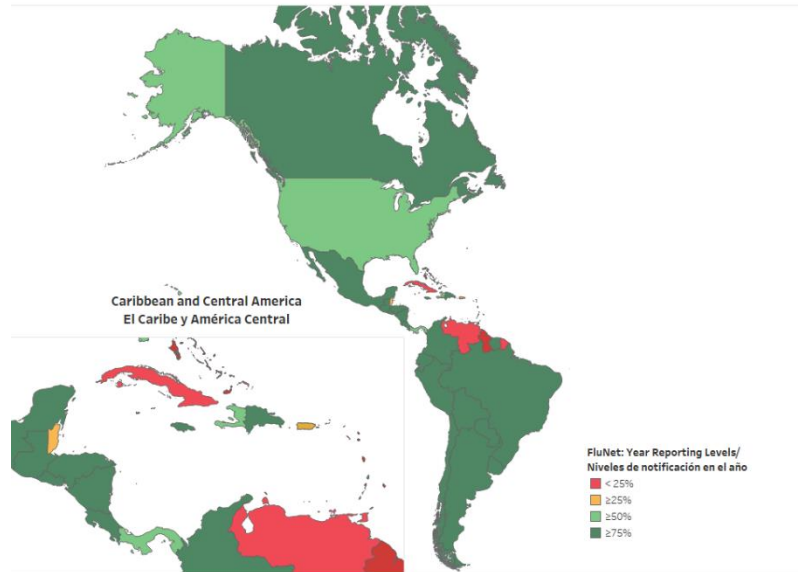 Caribbean and Central America
El Caribe y América Central
FluNet: Year Reporting Levels/
Niveles de notificación en el año
< 25%
≥25%
≥50%
≥75%